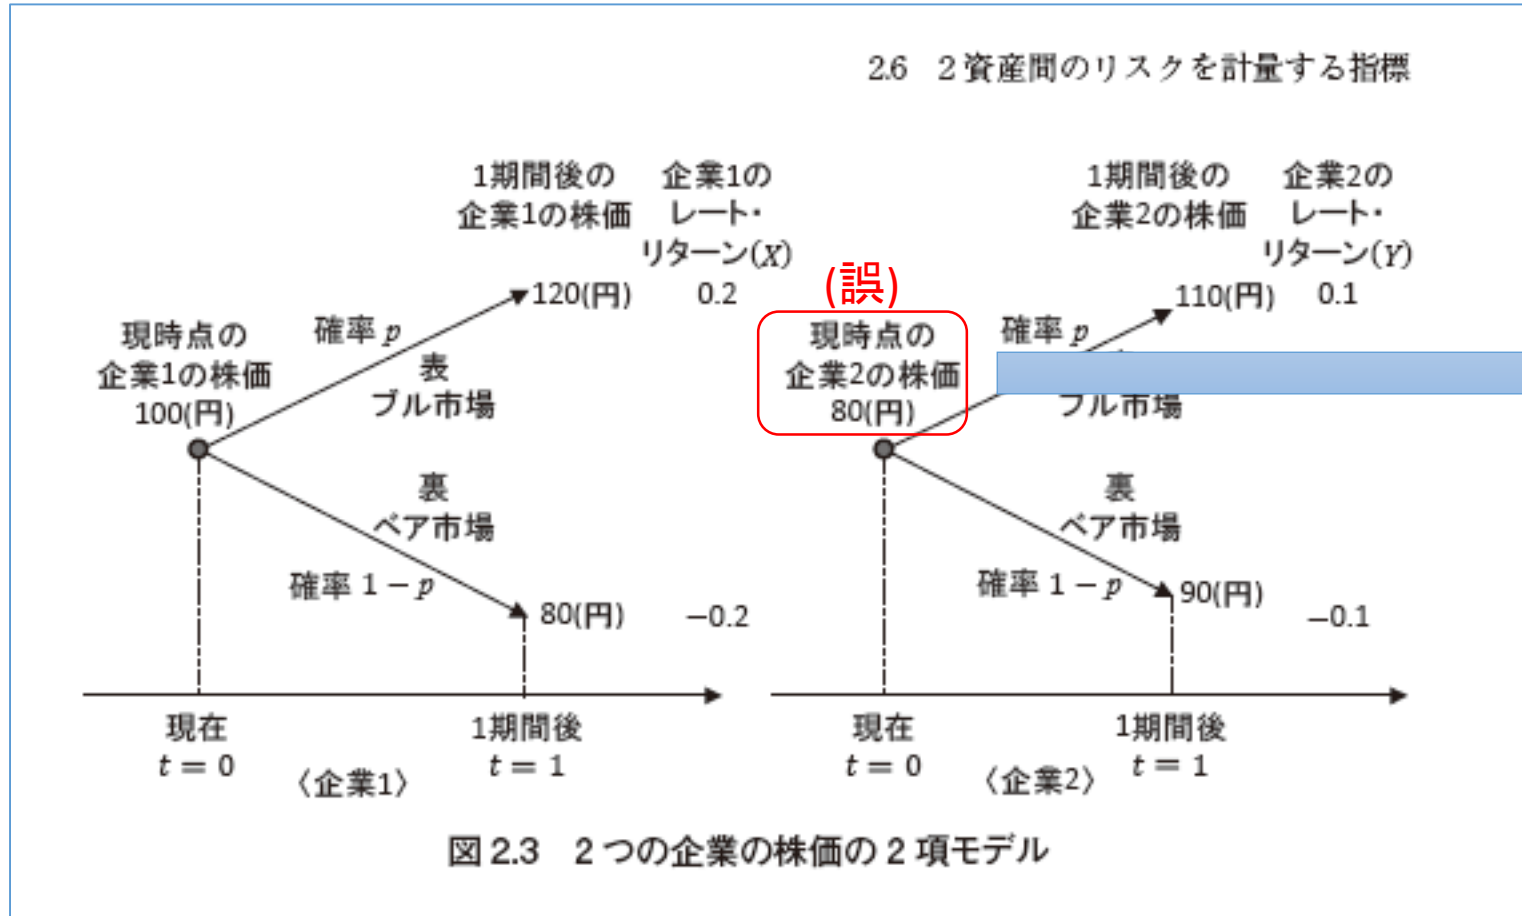 2.6　2資産間のリスクを計量する指標
1期間後の
企業1の株価
企業1の
レート・
リターン(X)
120(円)
0.2
確率 p
表
ブル市場
現時点の
企業1の株価
100(円)
裏
ベア市場
確率 1－p
80(円)
−0.2
現在
t = 0
1期間後
t = 1
〈企業1〉
1期間後の
企業2の株価
企業2の
レート・
リターン(Y)
(誤)
110(円)
0.1
確率 p
現時点の
企業2の株価
80(円)
ブル市場
裏
ベア市場
確率 1－p
90(円)
−0.1
現在
t = 0
1期間後
t = 1
〈企業2〉
図 2.3　2つの企業の株価の2項モデル